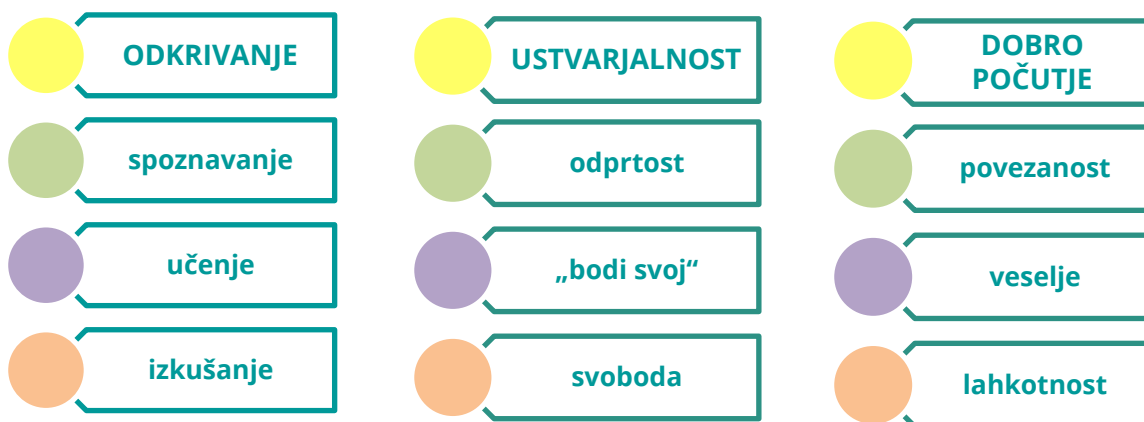 ODKRIVANJE
spoznavanje
učenje
izkušanje
USTVARJALNOST
odprtost
„bodi svoj“
svoboda
DOBRO
POČUTJE
povezanost
veselje
lahkotnost